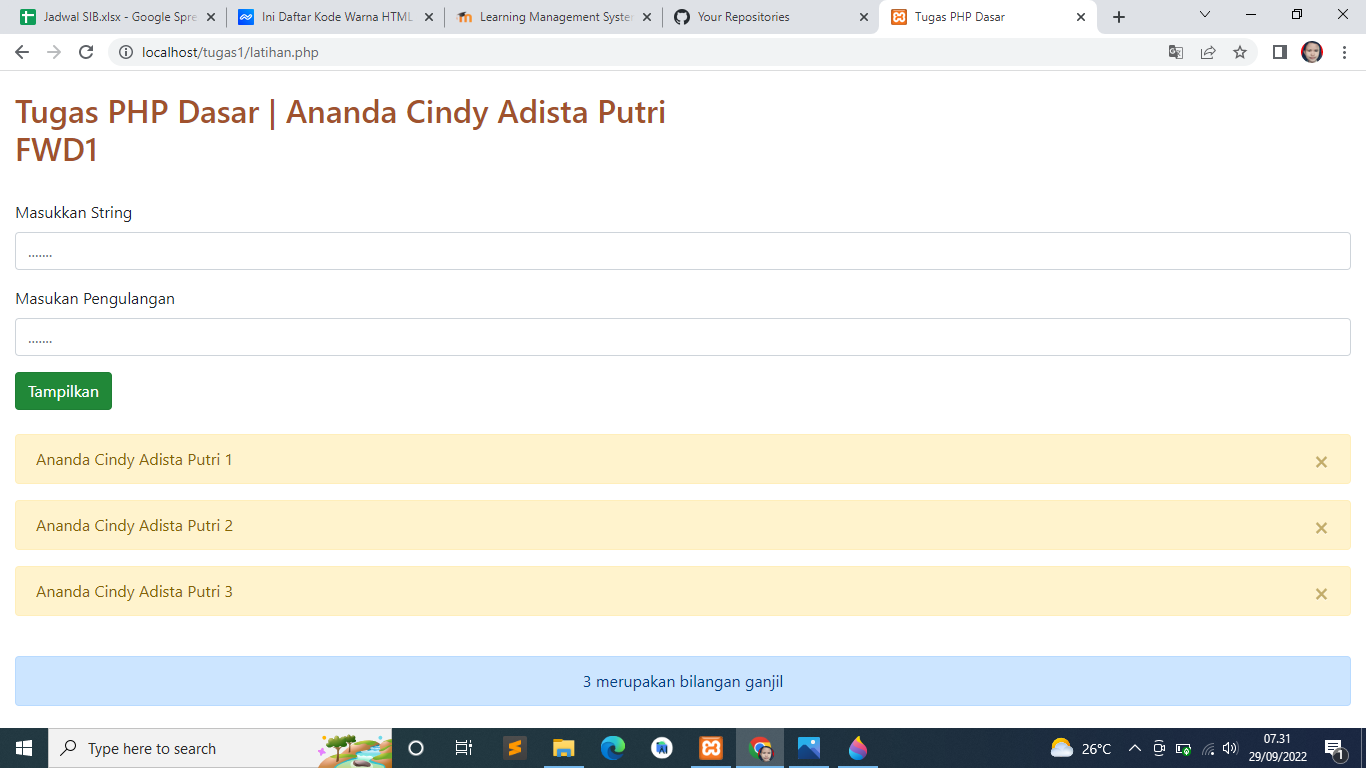 Jadwal SIB.xlsx - Google Spre
Ini Daftar Kode Warna HTML
Learning Management Syster
Your Repositories
Tugas PHP Dasar
localhost/tugas1/latihan.php
Tugas PHP Dasar | Ananda Cindy Adista Putri
FWD1
Masukkan String
.......
Masukan Pengulangan
.......
Tampilkan
Ananda Cindy Adista Putri 1 ×
Ananda Cindy Adista Putri 2 ×
Ananda Cindy Adista Putri 3 ×
3 merupakan bilangan ganjil
Type here to search
26°C
07.31
29/09/2022
1